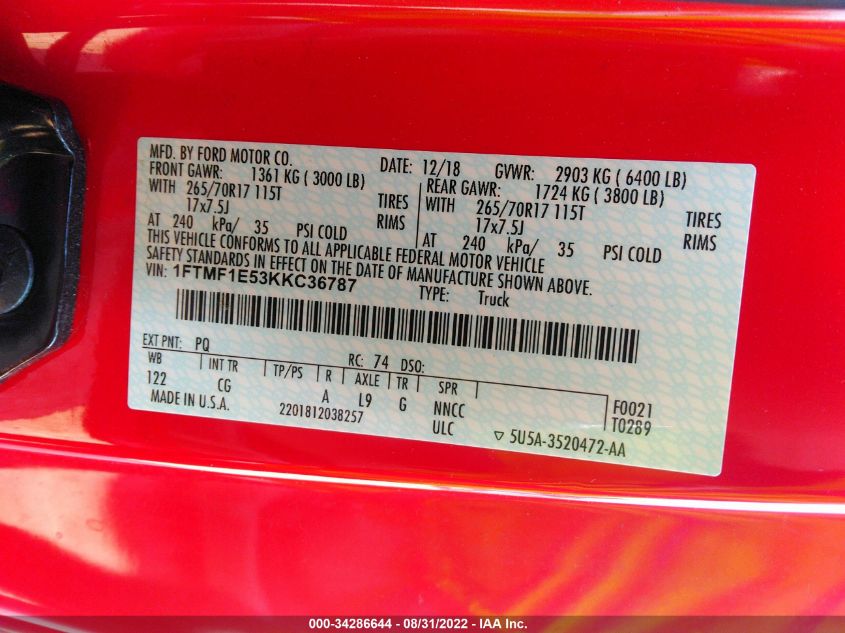 MFD. BY FORD MOTOR CO. DATE: 12/18 GVWR: 2903 KG ( 6400 LB)
FRONT GAWR: 1361 KG ( 3000 LB) REAR GAWR: 1724 KG ( 3800 LB)
WITH 265/70R17 115T TIRES WITH 265/70R17 115T TIRES
17x7.5J RIMS 17x7.5J RIMS
AT 240 kPa/ 35 PSI COLD AT 240 kPa/ 35 PSI COLD
THIS VEHICLE CONFORMS TO ALL APPLICABLE FEDERAL MOTOR VEHICLE
SAFETY STANDARDS IN EFFECT ON THE DATE OF MANUFACTURE SHOWN ABOVE.
VIN: 1FTMF1E53KKC36787 TYPE: Truck
EXT PNT: PQ RC: 74 DSO:
WB INT TR TP/PS R AXLE TR SPR
122 CG A L9 G NNCC F0021
MADE IN U.S.A. 2201812038257 ULC T0289
▽ 5U5A-3520472-AA
000-34286644 - 08/31/2022 - IAA Inc.